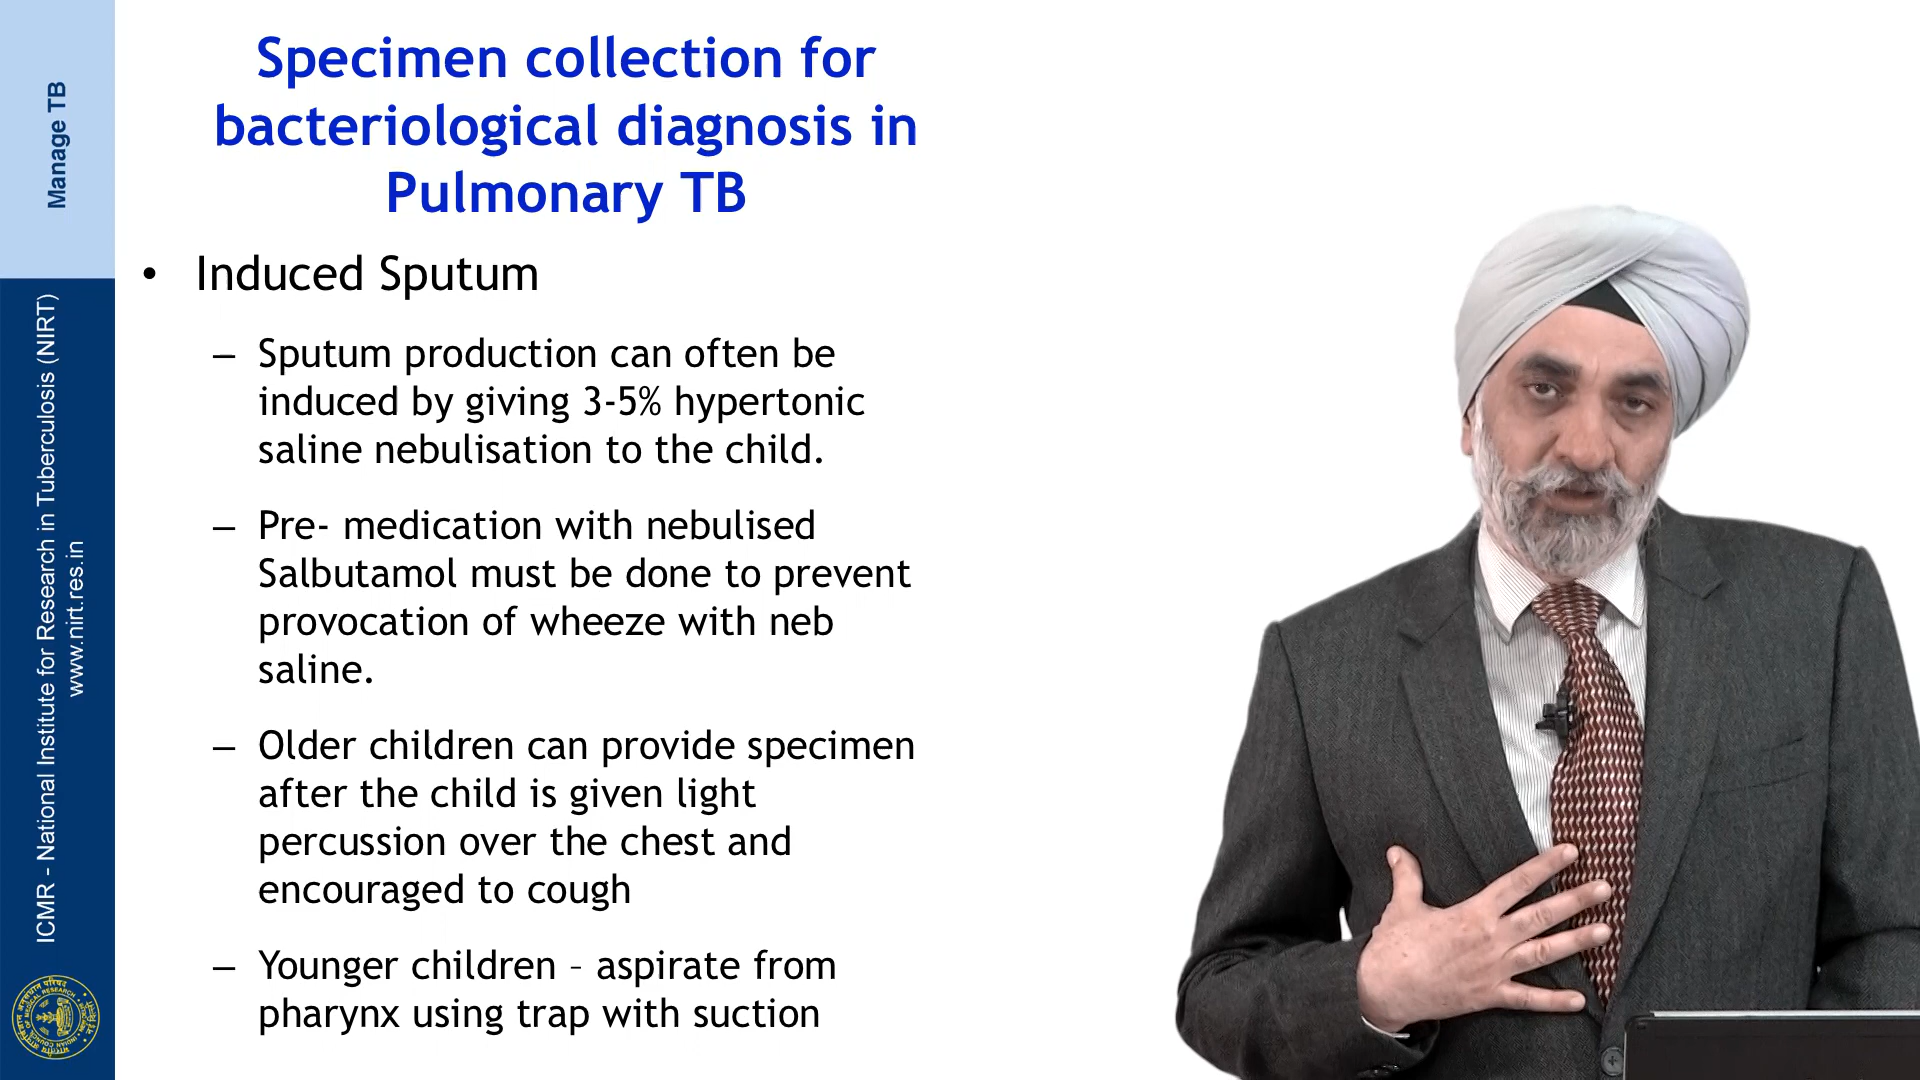 Manage TB
ICMR - National Institute for Research in Tuberculosis (NIRT)
www.nirt.res.in
Specimen collection for
bacteriological diagnosis in
Pulmonary TB
• Induced Sputum
– Sputum production can often be
induced by giving 3-5% hypertonic
saline nebulisation to the child.
– Pre- medication with nebulised
Salbutamol must be done to prevent
provocation of wheeze with neb
saline.
– Older children can provide specimen
after the child is given light
percussion over the chest and
encouraged to cough
– Younger children – aspirate from
pharynx using trap with suction